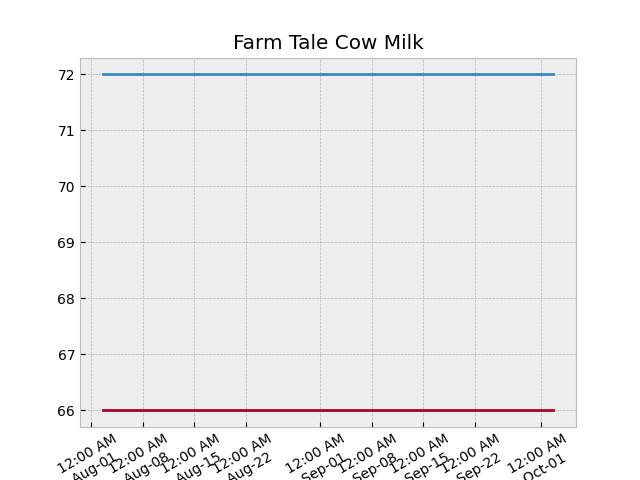 Farm Tale Cow Milk
72
71
70
69
68
67
66
12:00 AM
Aug-01
12:00 AM
Aug-08
12:00 AM
Aug-15
12:00 AM
Aug-22
12:00 AM
Sep-01
12:00 AM
Sep-08
12:00 AM
Sep-15
12:00 AM
Sep-22
12:00 AM
Oct-01